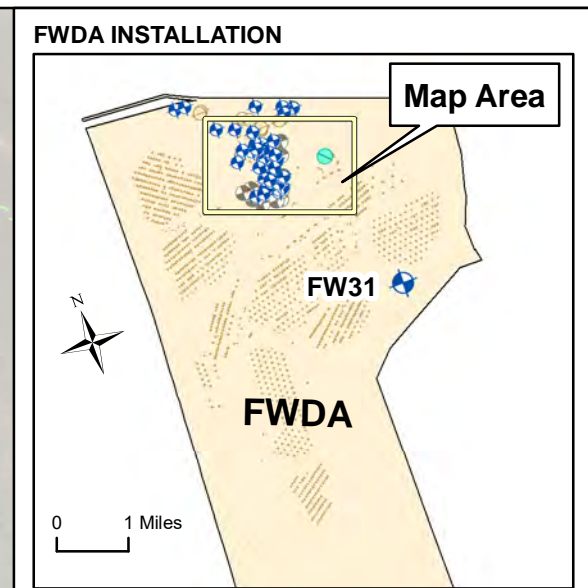 FWDA INSTALLATION
Map Area
FW31
N
FWDA
0 1 Miles